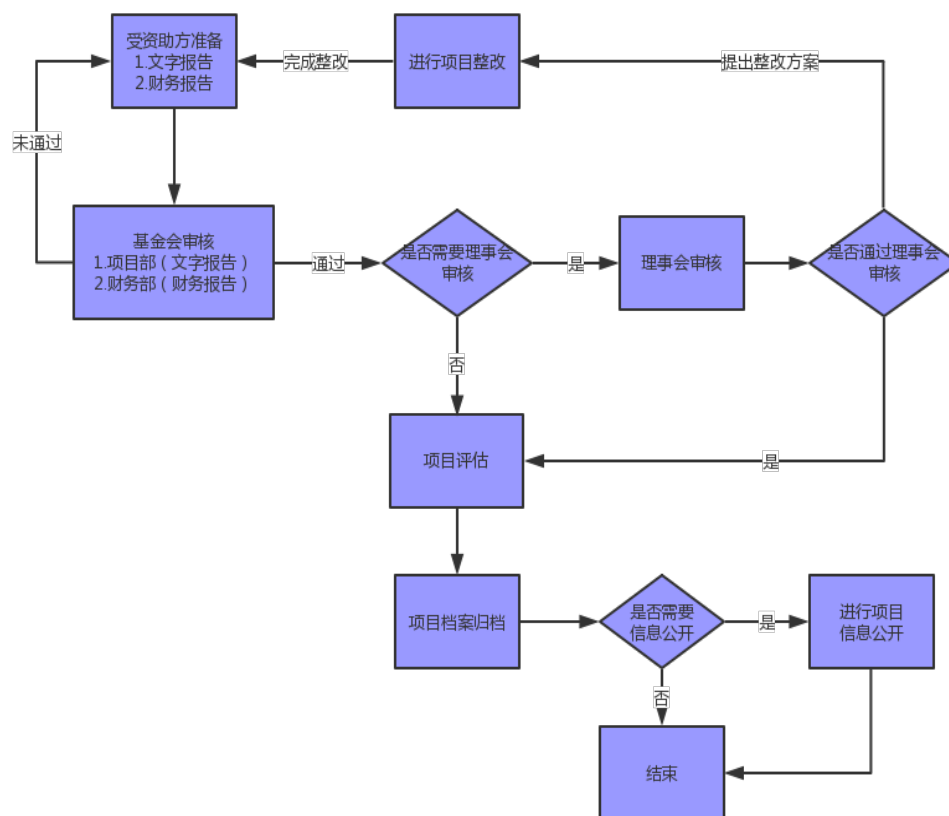 受资助方准备
1.文字报告
2.财务报告
完成整改
进行项目整改
提出整改方案
未通过
基金会审核
1.项目部（文字报告）
2.财务部（财务报告）
通过
是否需要理事会
审核
是
理事会审核
是否通过理事会
审核
否
项目评估
是
项目档案归档
是否需要
信息公开
是
进行项目
信息公开
否
结束